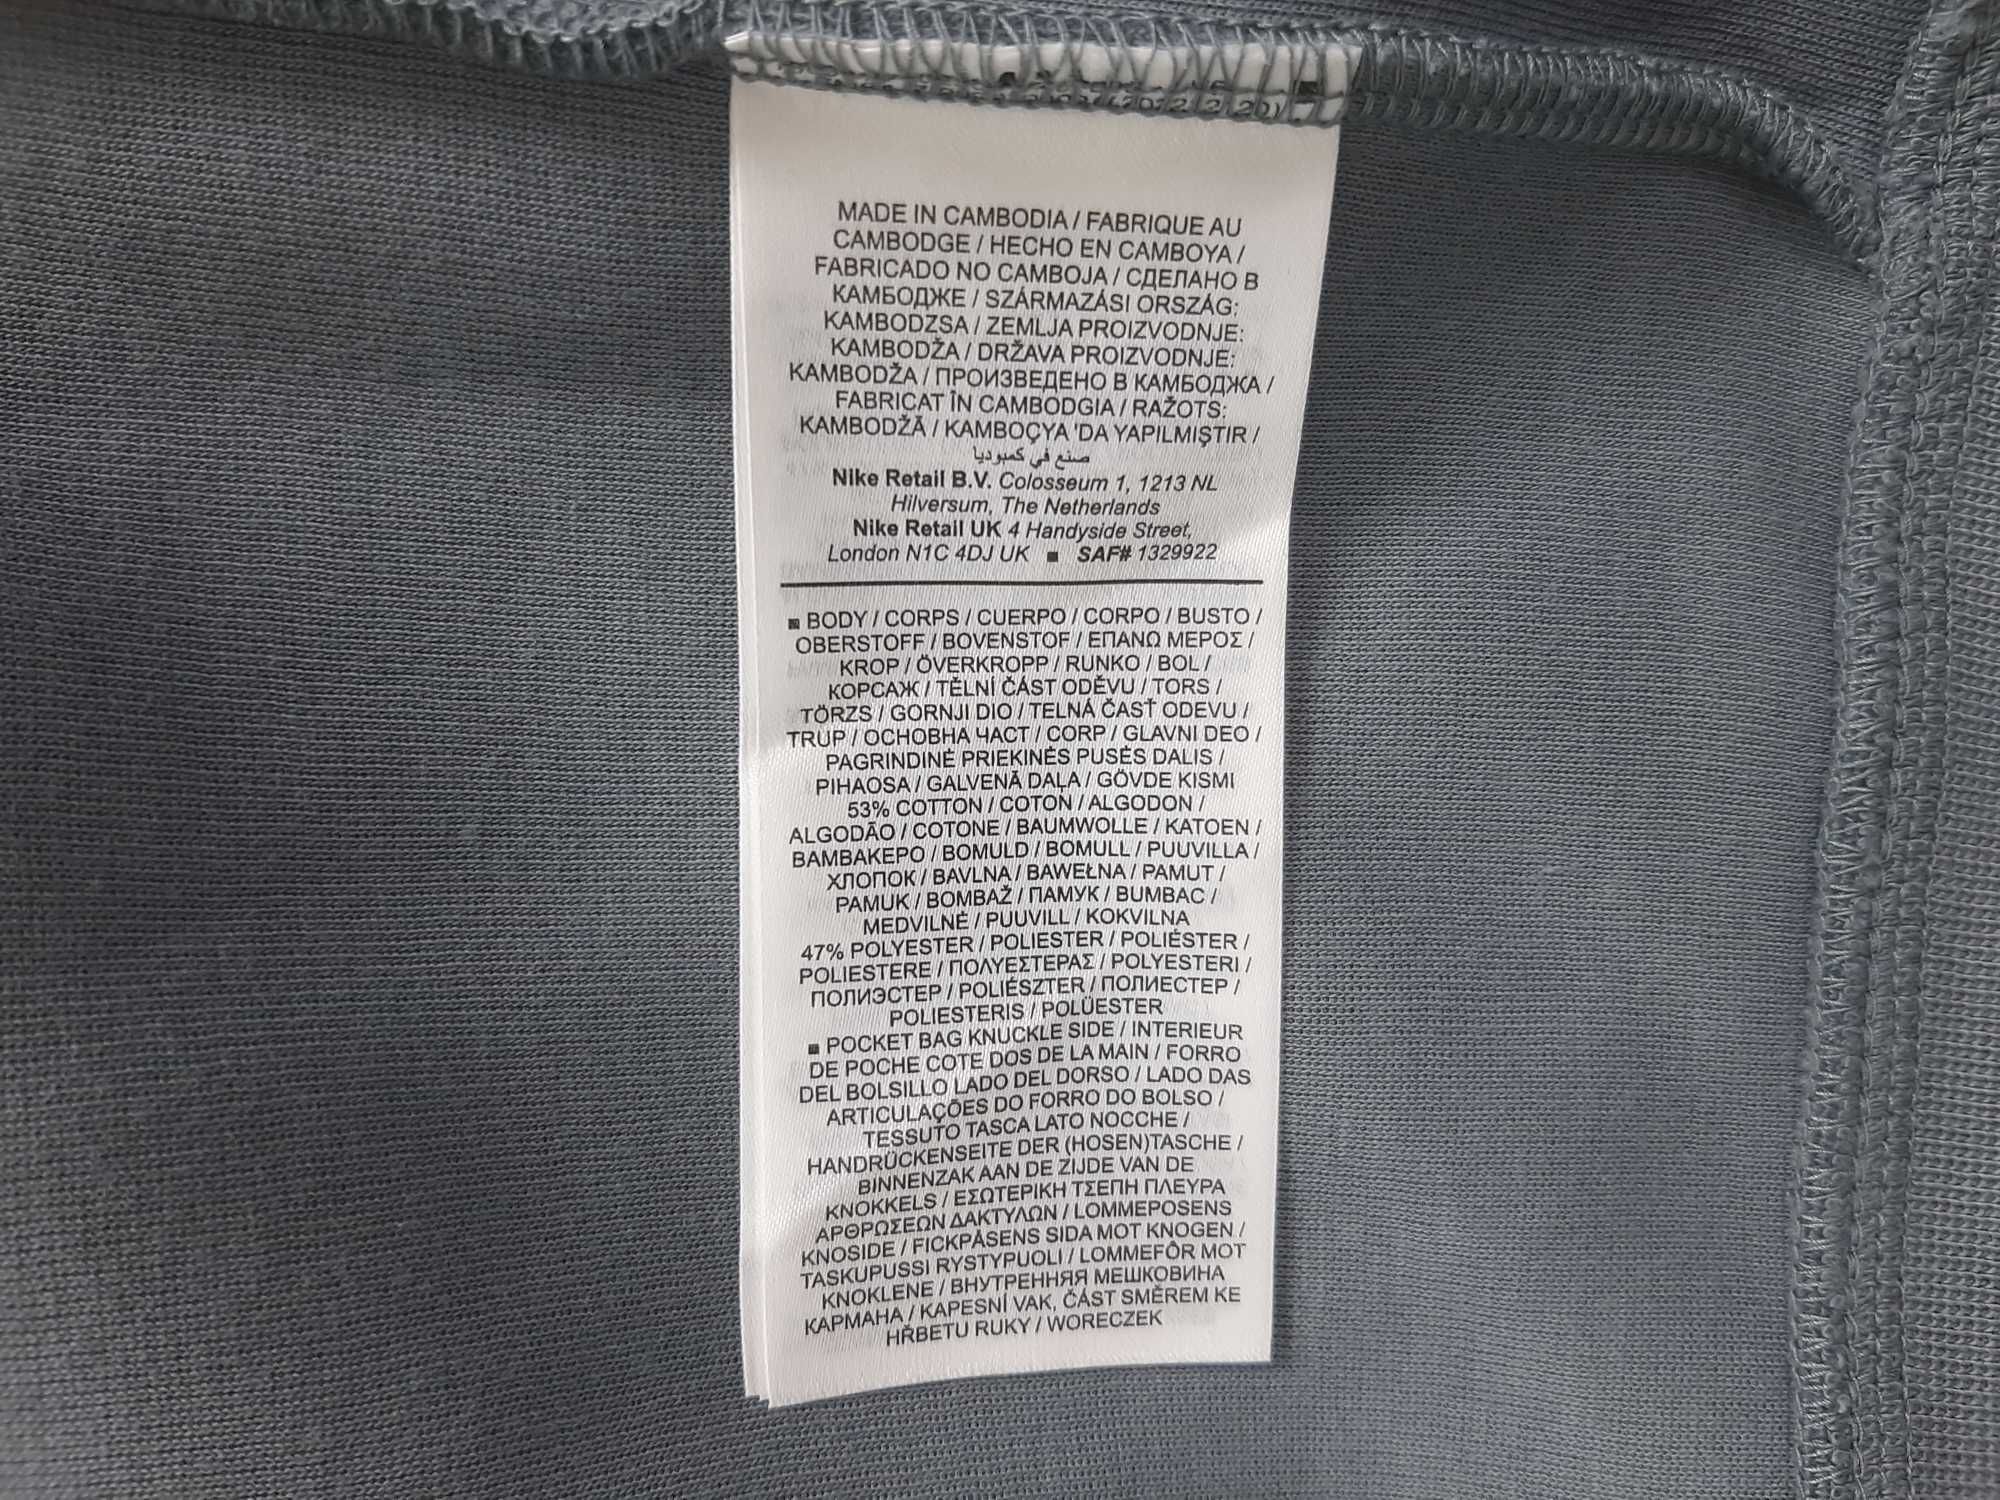 MADE IN CAMBODIA / FABRIQUE AU
CAMBODGE / HECHO EN CAMBOYA /
FABRICADO NO CAMBOJA / СДЕЛАНО В
КАМБОДЖЕ / SZÁRMAZÁSI ORSZÁG:
KAMBODZSA / ZEMLJA PROIZVODNJE:
KAMBODŽA / DRŽAVA PROIZVODNJE:
KAMBODŽA / ПРОИЗВЕДЕНО В КАМБОДЖА /
FABRICAT ÎN CAMBODGIA / RAŽOTS:
KAMBODŽĀ / KAMBOÇYA 'DA YAPILMIŞTIR /
صنع في كمبوديا
Nike Retail B.V. Colosseum 1, 1213 NL
Hilversum, The Netherlands
Nike Retail UK 4 Handyside Street,
London N1C 4DJ UK ■ SAF# 1329922
■ BODY / CORPS / CUERPO / CORPO / BUSTO /
OBERSTOFF / BOVENSTOF / ΕΠΑΝΩ ΜΕΡΟΣ /
KROP / ÖVERKROPP / RUNKO / BOL /
КОРСАЖ / TĚLNÍ ČÁST ODĚVU / TORS /
TÖRZS / GORNJI DIO / TELNÁ ČASŤ ODEVU /
TRUP / ОСНОВНА ЧАСТ / CORP / GLAVNI DEO /
PAGRINDINĖ PRIEKINĖS PUSĖS DALIS /
PIHAOSA / GALVENĀ DAĻA / GÖVDE KISMI
53% COTTON / COTON / ALGODON /
ALGODÃO / COTONE / BAUMWOLLE / KATOEN /
ΒΑΜΒΑΚΕΡΟ / BOMULD / BOMULL / PUUVILLA /
ХЛОПОК / BAVLNA / BAWEŁNA / PAMUT /
PAMUK / BOMBAŽ / ПАМУК / BUMBAC /
MEDVILNĖ / PUUVILL / KOKVILNA
47% POLYESTER / POLIESTER / POLIÉSTER /
POLIESTERE / ΠΟΛΥΕΣΤΕΡΑΣ / POLYESTERI /
ПОЛИЭСТЕР / POLIÉSZTER / ПОЛИЕСТЕР /
POLIESTERIS / POLÜESTER
■ POCKET BAG KNUCKLE SIDE / INTERIEUR
DE POCHE COTE DOS DE LA MAIN / FORRO
DEL BOLSILLO LADO DEL DORSO / LADO DAS
ARTICULAÇÕES DO FORRO DO BOLSO /
TESSUTO TASCA LATO NOCCHE /
HANDRÜCKENSEITE DER (HOSEN)TASCHE /
BINNENZAK AAN DE ZIJDE VAN DE
KNOKKELS / ΕΣΩΤΕΡΙΚΗ ΤΣΕΠΗ ΠΛΕΥΡΑ
ΑΡΘΡΩΣΕΩΝ ΔΑΚΤΥΛΩΝ / LOMMEPOSENS
KNOSIDE / FICKPÅSENS SIDA MOT KNOGEN /
TASKUPUSSI RYSTYPUOLI / LOMMEFÔR MOT
KNOKLENE / ВНУТРЕННЯЯ МЕШКОВИНА
КАРМАНА / KAPESNÍ VAK, ČÁST SMĚREM KE
HŘBETU RUKY / WORECZEK